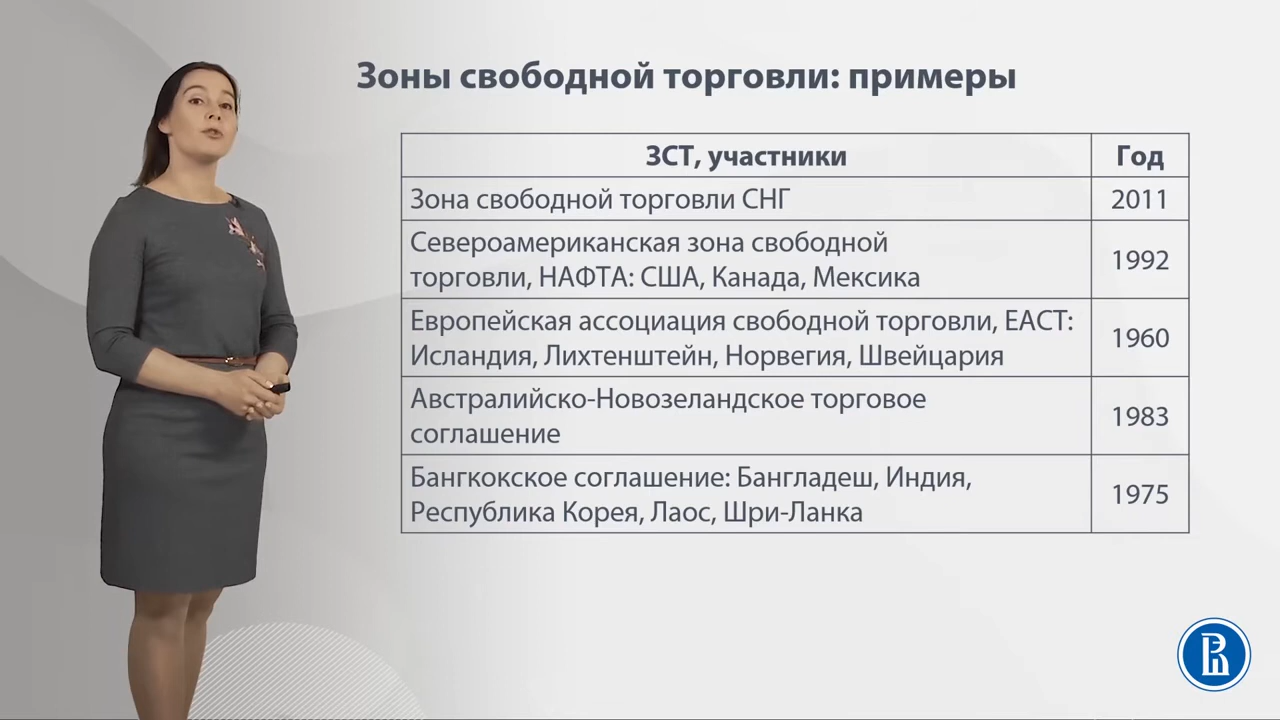 Зоны свободной торговли: примеры
ЗСТ, участники
Год
Зона свободной торговли СНГ
2011
Североамериканская зона свободной
торговли, НАФТА: США, Канада, Мексика
1992
Европейская ассоциация свободной торговли, ЕАСТ:
Исландия, Лихтенштейн, Норвегия, Швейцария
1960
Австралийско-Новозеландское торговое
соглашение
1983
Бангкокское соглашение: Бангладеш, Индия,
Республика Корея, Лаос, Шри-Ланка
1975